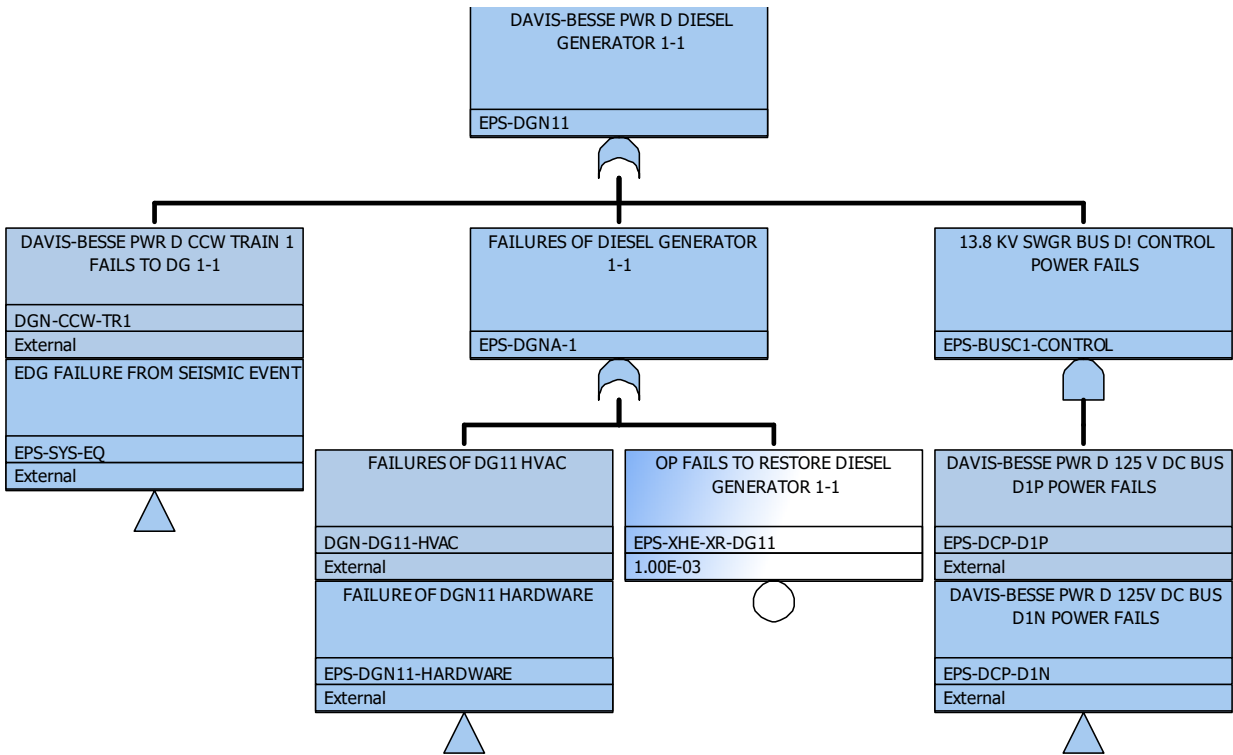 DAVIS-BESSE PWR D DIESEL
GENERATOR 1-1
EPS-DGN11
DAVIS-BESSE PWR D CCW TRAIN 1
FAILS TO DG 1-1
DGN-CCW-TR1
External
EDG FAILURE FROM SEISMIC EVENT
EPS-SYS-EQ
External
FAILURES OF DIESEL GENERATOR
1-1
EPS-DGNA-1
13.8 KV SWGR BUS D! CONTROL
POWER FAILS
EPS-BUSC1-CONTROL
FAILURES OF DG11 HVAC
DGN-DG11-HVAC
External
FAILURE OF DGN11 HARDWARE
EPS-DGN11-HARDWARE
External
OP FAILS TO RESTORE DIESEL
GENERATOR 1-1
EPS-XHE-XR-DG11
1.00E-03
DAVIS-BESSE PWR D 125 V DC BUS
D1P POWER FAILS
EPS-DCP-D1P
External
DAVIS-BESSE PWR D 125V DC BUS
D1N POWER FAILS
EPS-DCP-D1N
External